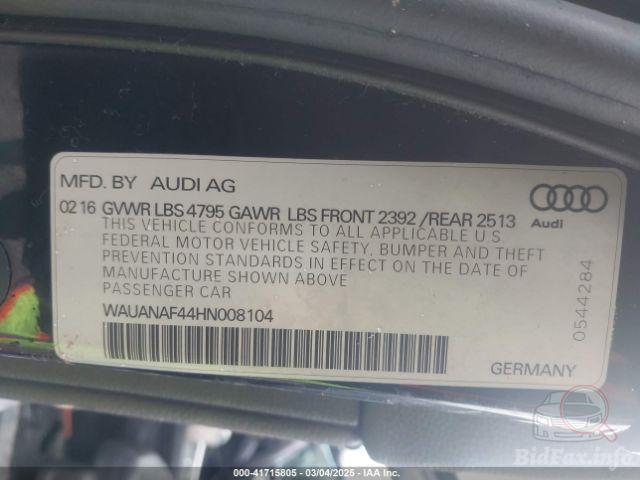 MFD. BY AUDI AG
02 16 GVWR LBS 4795 GAWR LBS FRONT 2392 /REAR 2513
THIS VEHICLE CONFORMS TO ALL APPLICABLE U.S.
FEDERAL MOTOR VEHICLE SAFETY, BUMPER AND THEFT
PREVENTION STANDARDS IN EFFECT ON THE DATE OF
MANUFACTURE SHOWN ABOVE
PASSENGER CAR
WAUANAF44HN008104
Audi
0544284
GERMANY
BidFax.info
000-41715805 - 03/04/2025 - IAA Inc.